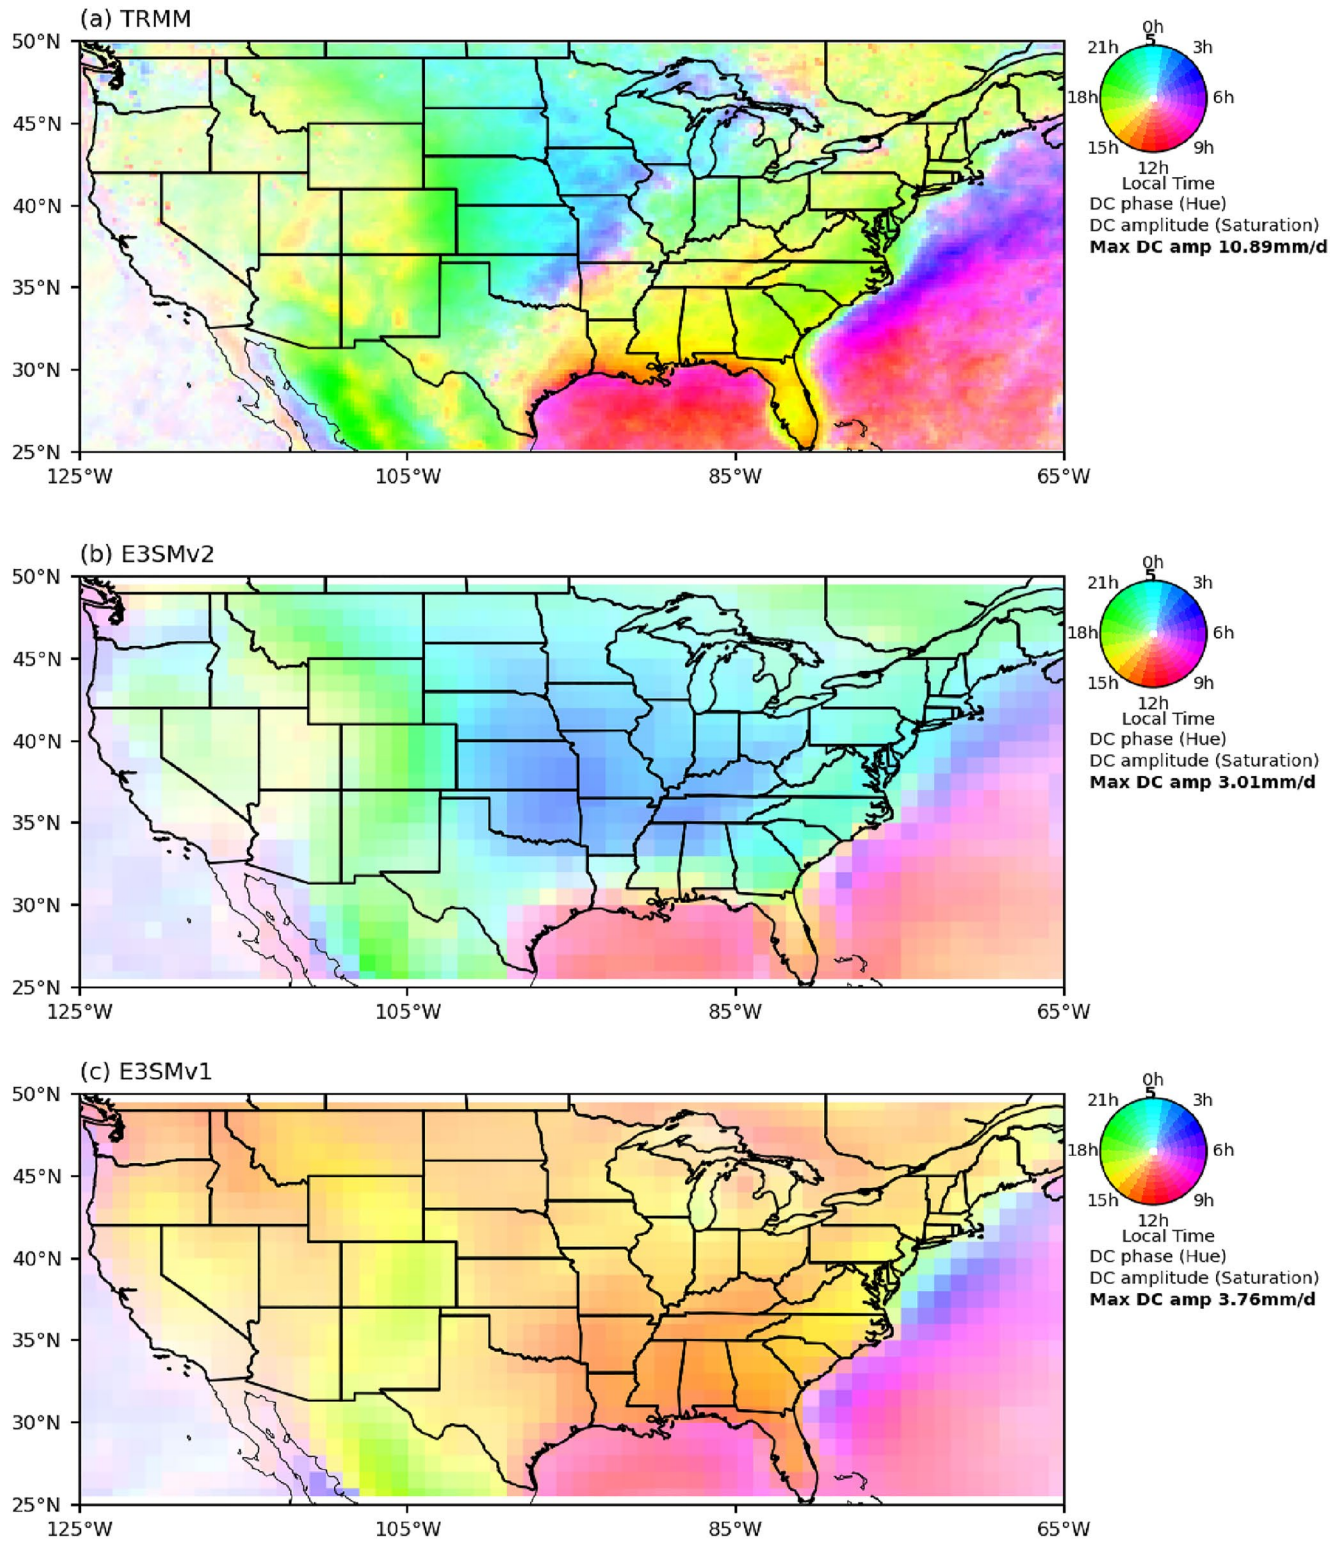 (a) TRMM
50°N
45°N
40°N
35°N
30°N
25°N
125°W 105°W 85°W 65°W
0h
21h 5 3h
18h 6h
15h 9h
12h
Local Time
DC phase (Hue)
DC amplitude (Saturation)
Max DC amp 10.89mm/d
(b) E3SMv2
50°N
45°N
40°N
35°N
30°N
25°N
125°W 105°W 85°W 65°W
0h
21h 5 3h
18h 6h
15h 9h
12h
Local Time
DC phase (Hue)
DC amplitude (Saturation)
Max DC amp 3.01mm/d
(c) E3SMv1
50°N
45°N
40°N
35°N
30°N
25°N
125°W 105°W 85°W 65°W
0h
21h 5 3h
18h 6h
15h 9h
12h
Local Time
DC phase (Hue)
DC amplitude (Saturation)
Max DC amp 3.76mm/d